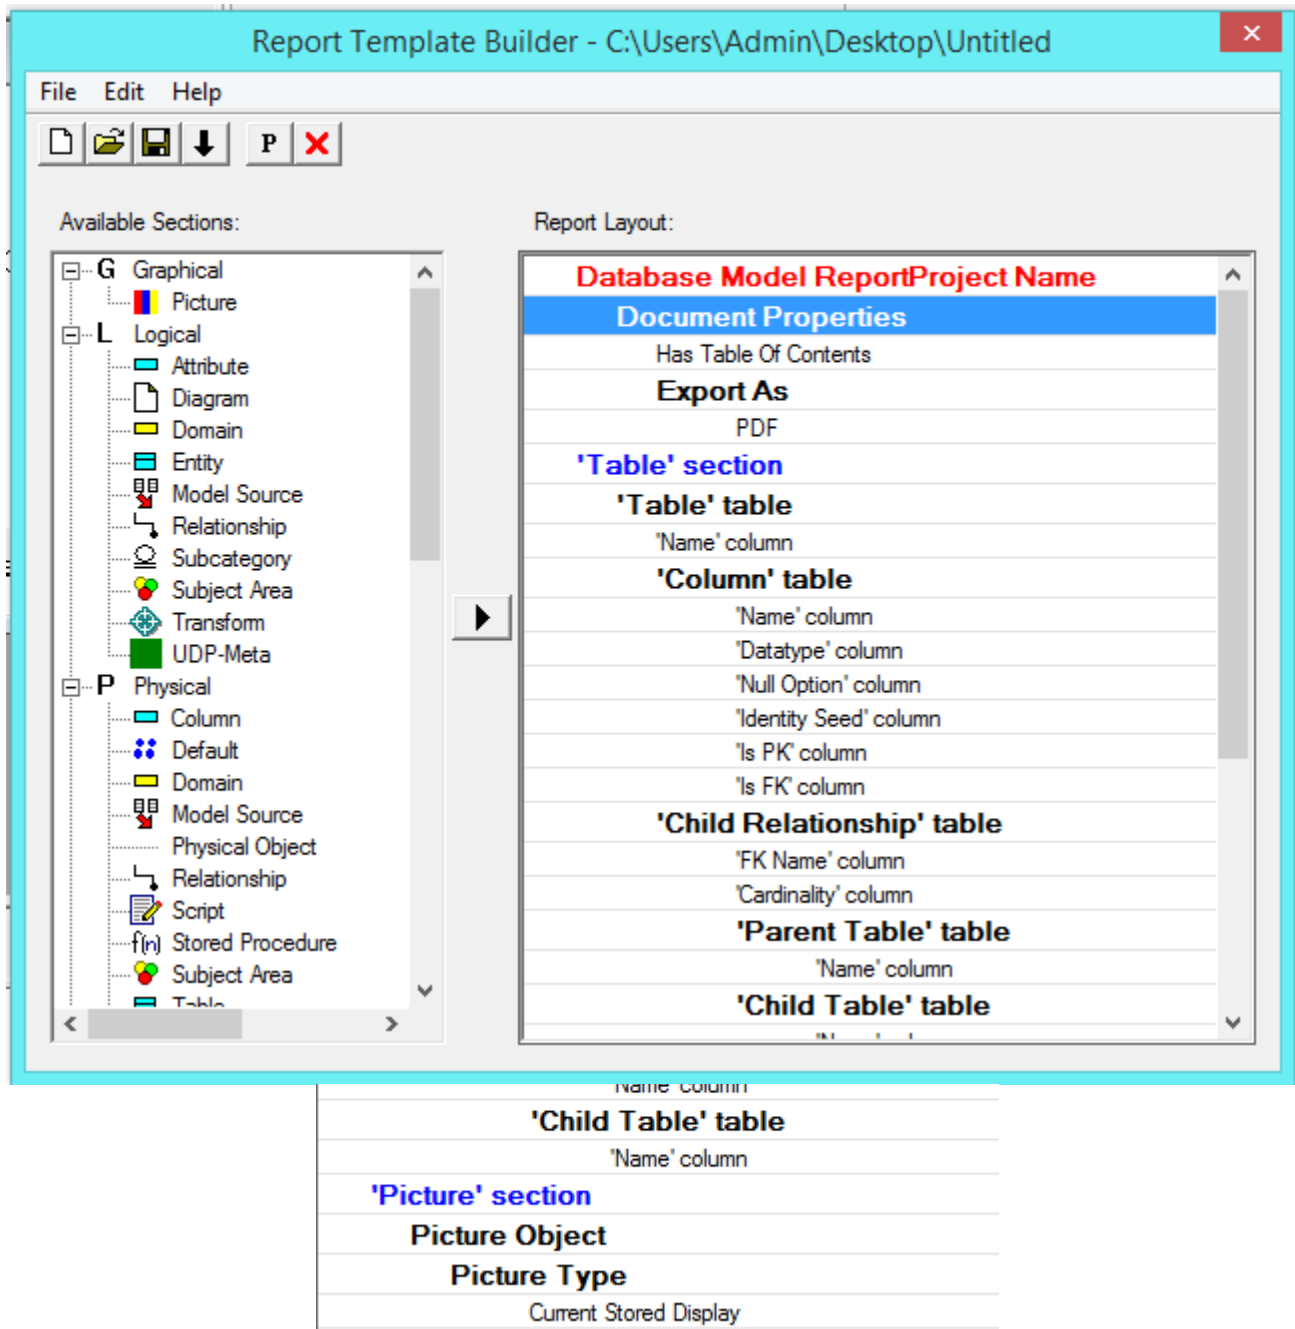 Report Template Builder - C:\Users\Admin\Desktop\Untitled
File Edit Help
P
Available Sections:
G Graphical
Picture
L Logical
Attribute
Diagram
Domain
Entity
Model Source
Relationship
Subcategory
Subject Area
Transform
UDP-Meta
P Physical
Column
Default
Domain
Model Source
Physical Object
Relationship
Script
f(n) Stored Procedure
Subject Area
Table
Report Layout:
Database Model ReportProject Name
Document Properties
Has Table Of Contents
Export As
PDF
'Table' section
'Table' table
'Name' column
'Column' table
'Name' column
'Datatype' column
'Null Option' column
'Identity Seed' column
'Is PK' column
'Is FK' column
'Child Relationship' table
'FK Name' column
'Cardinality' column
'Parent Table' table
'Name' column
'Child Table' table
'Name' column
'Child Table' table
'Name' column
'Picture' section
Picture Object
Picture Type
Current Stored Display